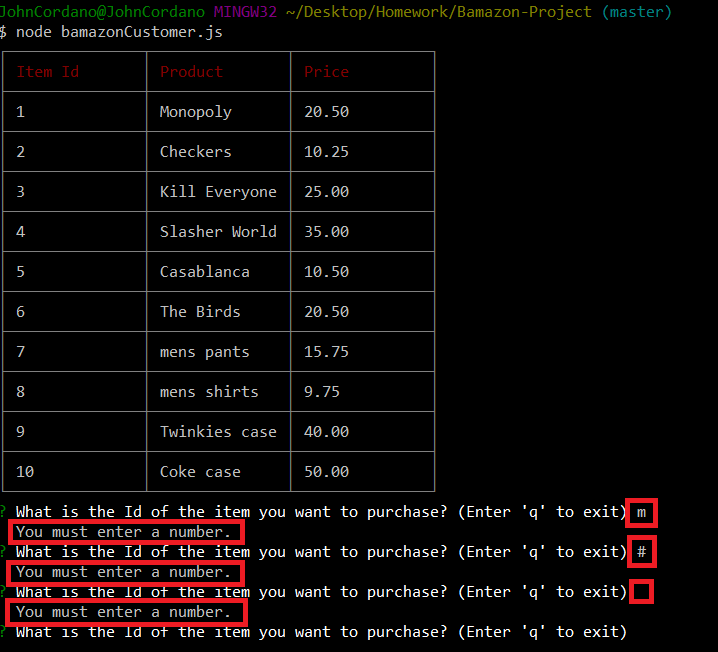 JohnCordano@JohnCordano MINGW32 ~/Desktop/Homework/Bamazon-Project (master)
$ node bamazonCustomer.js
Item Id Product Price
1 Monopoly 20.50
2 Checkers 10.25
3 Kill Everyone 25.00
4 Slasher World 35.00
5 Casablanca 10.50
6 The Birds 20.50
7 mens pants 15.75
8 mens shirts 9.75
9 Twinkies case 40.00
10 Coke case 50.00
? What is the Id of the item you want to purchase? (Enter 'q' to exit) m
You must enter a number.
? What is the Id of the item you want to purchase? (Enter 'q' to exit) #
You must enter a number.
? What is the Id of the item you want to purchase? (Enter 'q' to exit)
You must enter a number.
? What is the Id of the item you want to purchase? (Enter 'q' to exit)